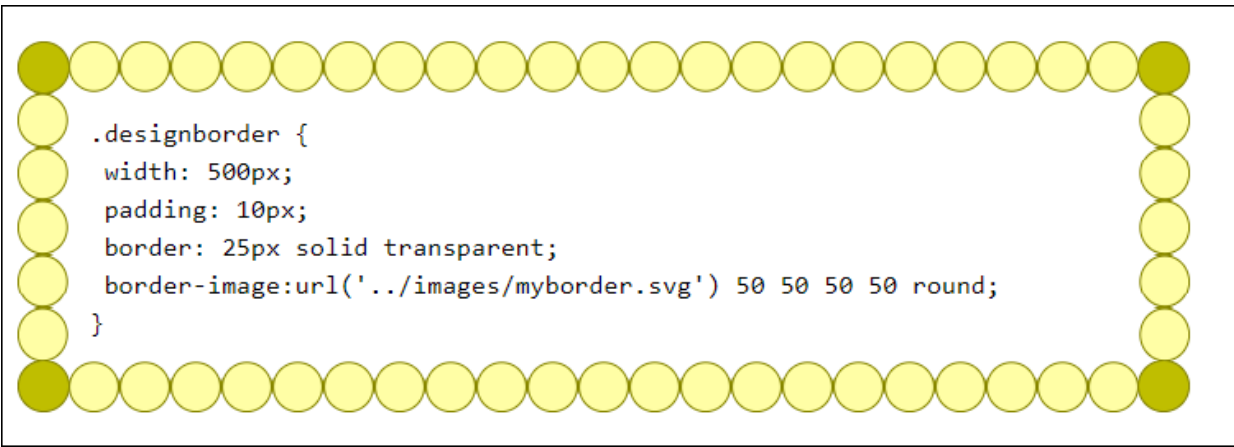 .designborder {
width: 500px;
padding: 10px;
border: 25px solid transparent;
border-image:url('../images/myborder.svg') 50 50 50 50 round;
}